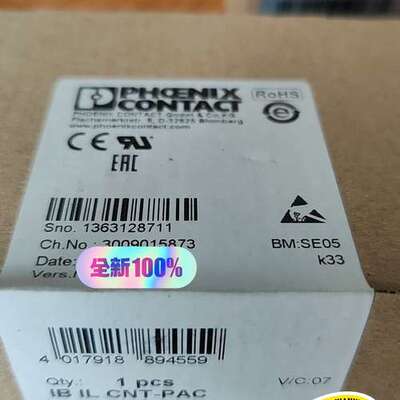 PHOENIX
CONTACT
RoHS
PHOENIX CONTACT GmbH & Co.KG
Flachsmarktstr. 8, D-32825 Blomberg
www.phoenixcontact.com
CE
EAC
Sno. 1363128711
Ch.No.: 3009015873
BM:SE05
Date:
全新100%
k33
Vers.
4 017918 894559
Qty.: 1 pcs
V/C:07
IB IL CNT-PAC